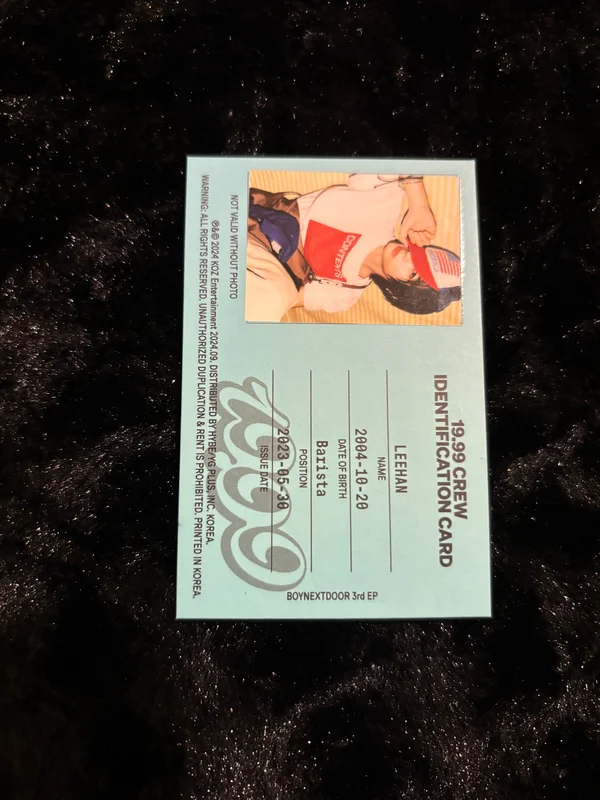 19.99 CREW
IDENTIFICATION CARD
LEEHAN
NAME
2004-10-20
DATE OF BIRTH
Barista
POSITION
2023-05-30
ISSUE DATE
CONTENTS
NOT VALID WITHOUT PHOTO
BOYNEXTDOOR 3rd EP
℗&© 2024 KOZ Entertainment 2024.09. DISTRIBUTED BY HYBE/YG PLUS, INC. KOREA.
WARNING: ALL RIGHTS RESERVED. UNAUTHORIZED DUPLICATION & RENT IS PROHIBITED. PRINTED IN KOREA.